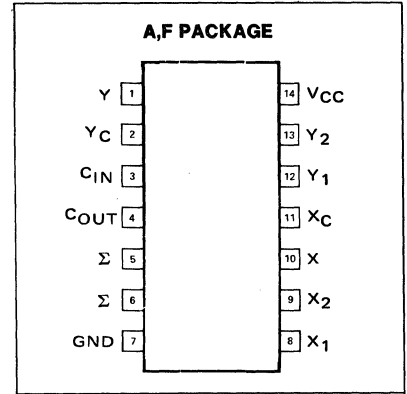 A,F PACKAGE
Y 1 14 VCC
YC 2 13 Y2
CIN 3 12 Y1
COUT 4 11 XC
Σ 5 10 X
Σ 6 9 X2
GND 7 8 X1